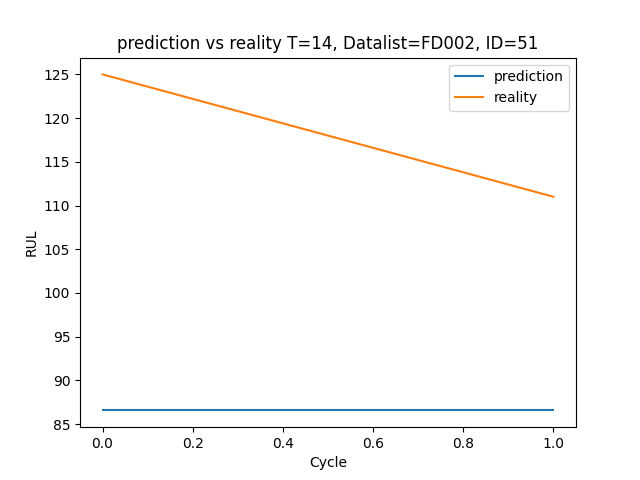 prediction vs reality T=14, Datalist=FD002, ID=51
prediction
reality
125
120
115
110
105
100
95
90
85
RUL
0.0 0.2 0.4 0.6 0.8 1.0
Cycle